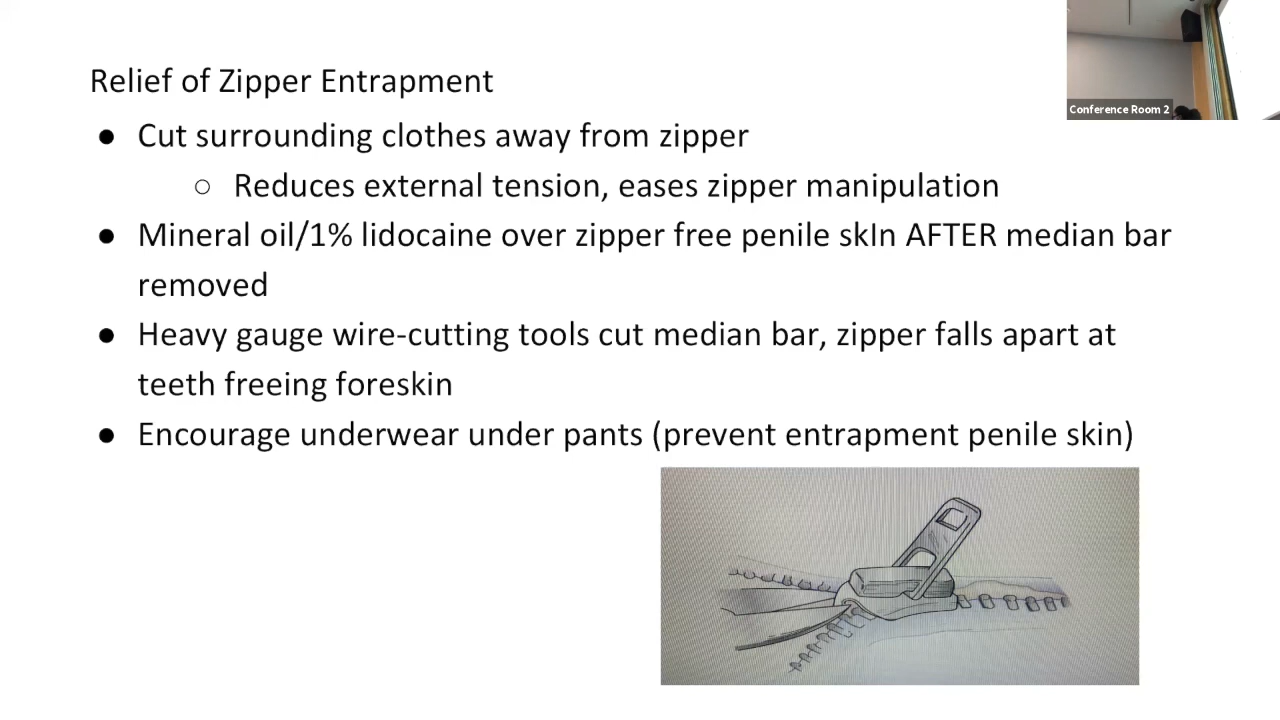 Relief of Zipper Entrapment
● Cut surrounding clothes away from zipper
○ Reduces external tension, eases zipper manipulation
● Mineral oil/1% lidocaine over zipper free penile skIn AFTER median bar
removed
● Heavy gauge wire-cutting tools cut median bar, zipper falls apart at
teeth freeing foreskin
● Encourage underwear under pants (prevent entrapment penile skin)
Conference Room 2